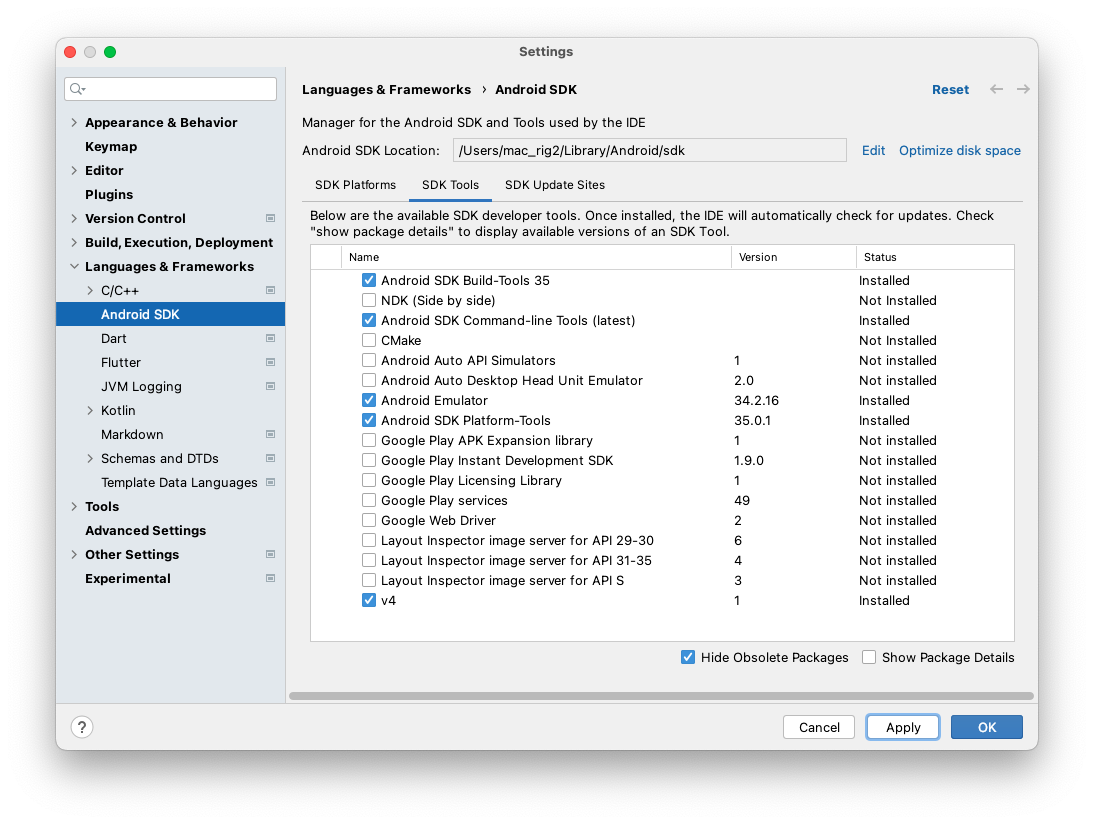 Settings
Languages & Frameworks › Android SDK
Reset
Appearance & Behavior
Keymap
Editor
Plugins
Version Control
Build, Execution, Deployment
Languages & Frameworks
C/C++
Android SDK
Dart
Flutter
JVM Logging
Kotlin
Markdown
Schemas and DTDs
Template Data Languages
Tools
Advanced Settings
Other Settings
Experimental
Manager for the Android SDK and Tools used by the IDE
Android SDK Location: /Users/mac_rig2/Library/Android/sdk Edit Optimize disk space
SDK Platforms SDK Tools SDK Update Sites
Below are the available SDK developer tools. Once installed, the IDE will automatically check for updates. Check
"show package details" to display available versions of an SDK Tool.
Name Version Status
Android SDK Build-Tools 35 Installed
NDK (Side by side) Not Installed
Android SDK Command-line Tools (latest) Installed
CMake Not Installed
Android Auto API Simulators 1 Not installed
Android Auto Desktop Head Unit Emulator 2.0 Not installed
Android Emulator 34.2.16 Installed
Android SDK Platform-Tools 35.0.1 Installed
Google Play APK Expansion library 1 Not installed
Google Play Instant Development SDK 1.9.0 Not installed
Google Play Licensing Library 1 Not installed
Google Play services 49 Not installed
Google Web Driver 2 Not installed
Layout Inspector image server for API 29-30 6 Not installed
Layout Inspector image server for API 31-35 4 Not installed
Layout Inspector image server for API S 3 Not installed
v4 1 Installed
Hide Obsolete Packages Show Package Details
? Cancel Apply OK